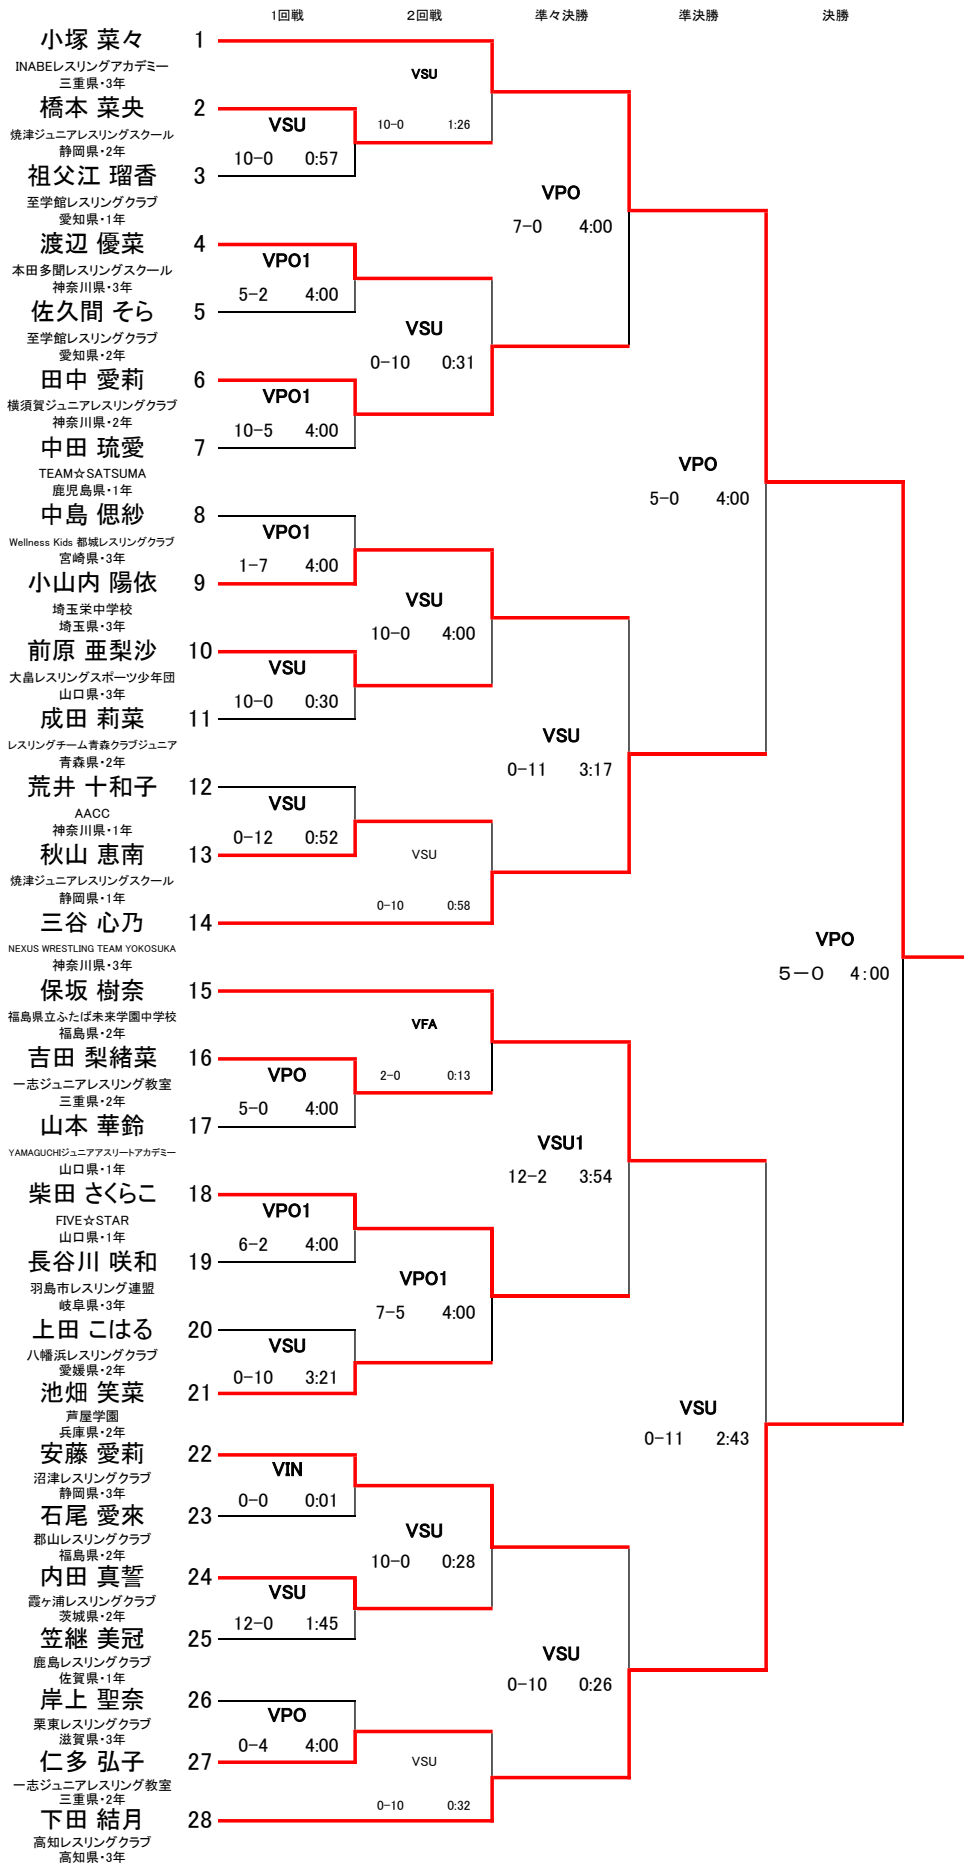 1回戦 2回戦 準々決勝 準決勝 決勝
小塚 菜々 1
INABEレスリングアカデミー
三重県・3年
VSU
10-0 1:26
橋本 菜央 2
焼津ジュニアレスリングスクール
静岡県・2年
VSU
10-0 0:57
祖父江 瑠香 3
至学館レスリングクラブ
愛知県・1年
VPO
7-0 4:00
渡辺 優菜 4
本田多聞レスリングスクール
神奈川県・3年
VPO1
5-2 4:00
佐久間 そら 5
至学館レスリングクラブ
愛知県・2年
VSU
0-10 0:31
田中 愛莉 6
横須賀ジュニアレスリングクラブ
神奈川県・2年
VPO1
10-5 4:00
中田 琉愛 7
TEAM☆SATSUMA
鹿児島県・1年
VPO
5-0 4:00
中島 偲紗 8
Wellness Kids 都城レスリングクラブ
宮崎県・3年
VPO1
1-7 4:00
小山内 陽依 9
埼玉栄中学校
埼玉県・3年
VSU
10-0 4:00
前原 亜梨沙 10
大畠レスリングスポーツ少年団
山口県・3年
VSU
10-0 0:30
成田 莉菜 11
レスリングチーム青森クラブジュニア
青森県・2年
VSU
0-11 3:17
荒井 十和子 12
AACC
神奈川県・1年
VSU
0-12 0:52
秋山 恵南 13
焼津ジュニアレスリングスクール
静岡県・1年
VSU
0-10 0:58
三谷 心乃 14
NEXUS WRESTLING TEAM YOKOSUKA
神奈川県・3年
VPO
5－0 4:00
保坂 樹奈 15
福島県立ふたば未来学園中学校
福島県・2年
VFA
2-0 0:13
吉田 梨緒菜 16
一志ジュニアレスリング教室
三重県・2年
VPO
5-0 4:00
山本 華鈴 17
YAMAGUCHIジュニアアスリートアカデミー
山口県・1年
VSU1
12-2 3:54
柴田 さくらこ 18
FIVE☆STAR
山口県・1年
VPO1
6-2 4:00
長谷川 咲和 19
羽島市レスリング連盟
岐阜県・3年
VPO1
7-5 4:00
上田 こはる 20
八幡浜レスリングクラブ
愛媛県・2年
VSU
0-10 3:21
池畑 笑菜 21
芦屋学園
兵庫県・2年
VSU
0-11 2:43
安藤 愛莉 22
沼津レスリングクラブ
静岡県・3年
VIN
0-0 0:01
石尾 愛來 23
郡山レスリングクラブ
福島県・2年
VSU
10-0 0:28
内田 真誓 24
霞ヶ浦レスリングクラブ
茨城県・2年
VSU
12-0 1:45
笠継 美冠 25
鹿島レスリングクラブ
佐賀県・1年
VSU
0-10 0:26
岸上 聖奈 26
栗東レスリングクラブ
滋賀県・3年
VPO
0-4 4:00
仁多 弘子 27
一志ジュニアレスリング教室
三重県・2年
VSU
0-10 0:32
下田 結月 28
高知レスリングクラブ
高知県・3年